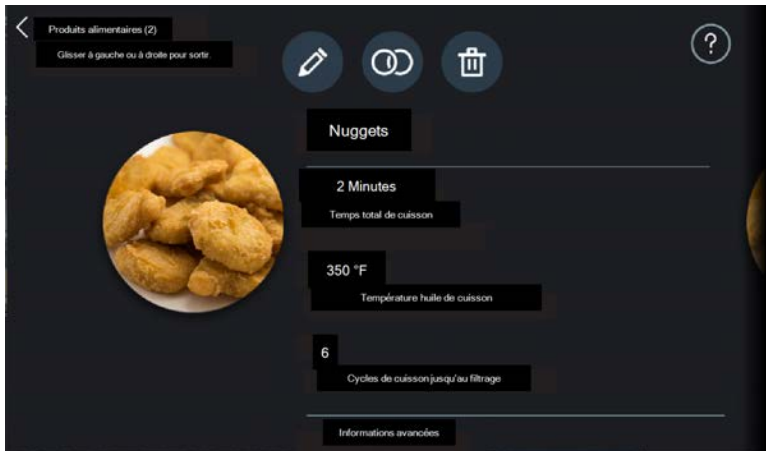 Produits alimentaires (2)
Glisser à gauche ou à droite pour sortir.
?
Nuggets
2 Minutes
Temps total de cuisson
350 °F
Température huile de cuisson
6
Cycles de cuisson jusqu'au filtrage
Informations avancées